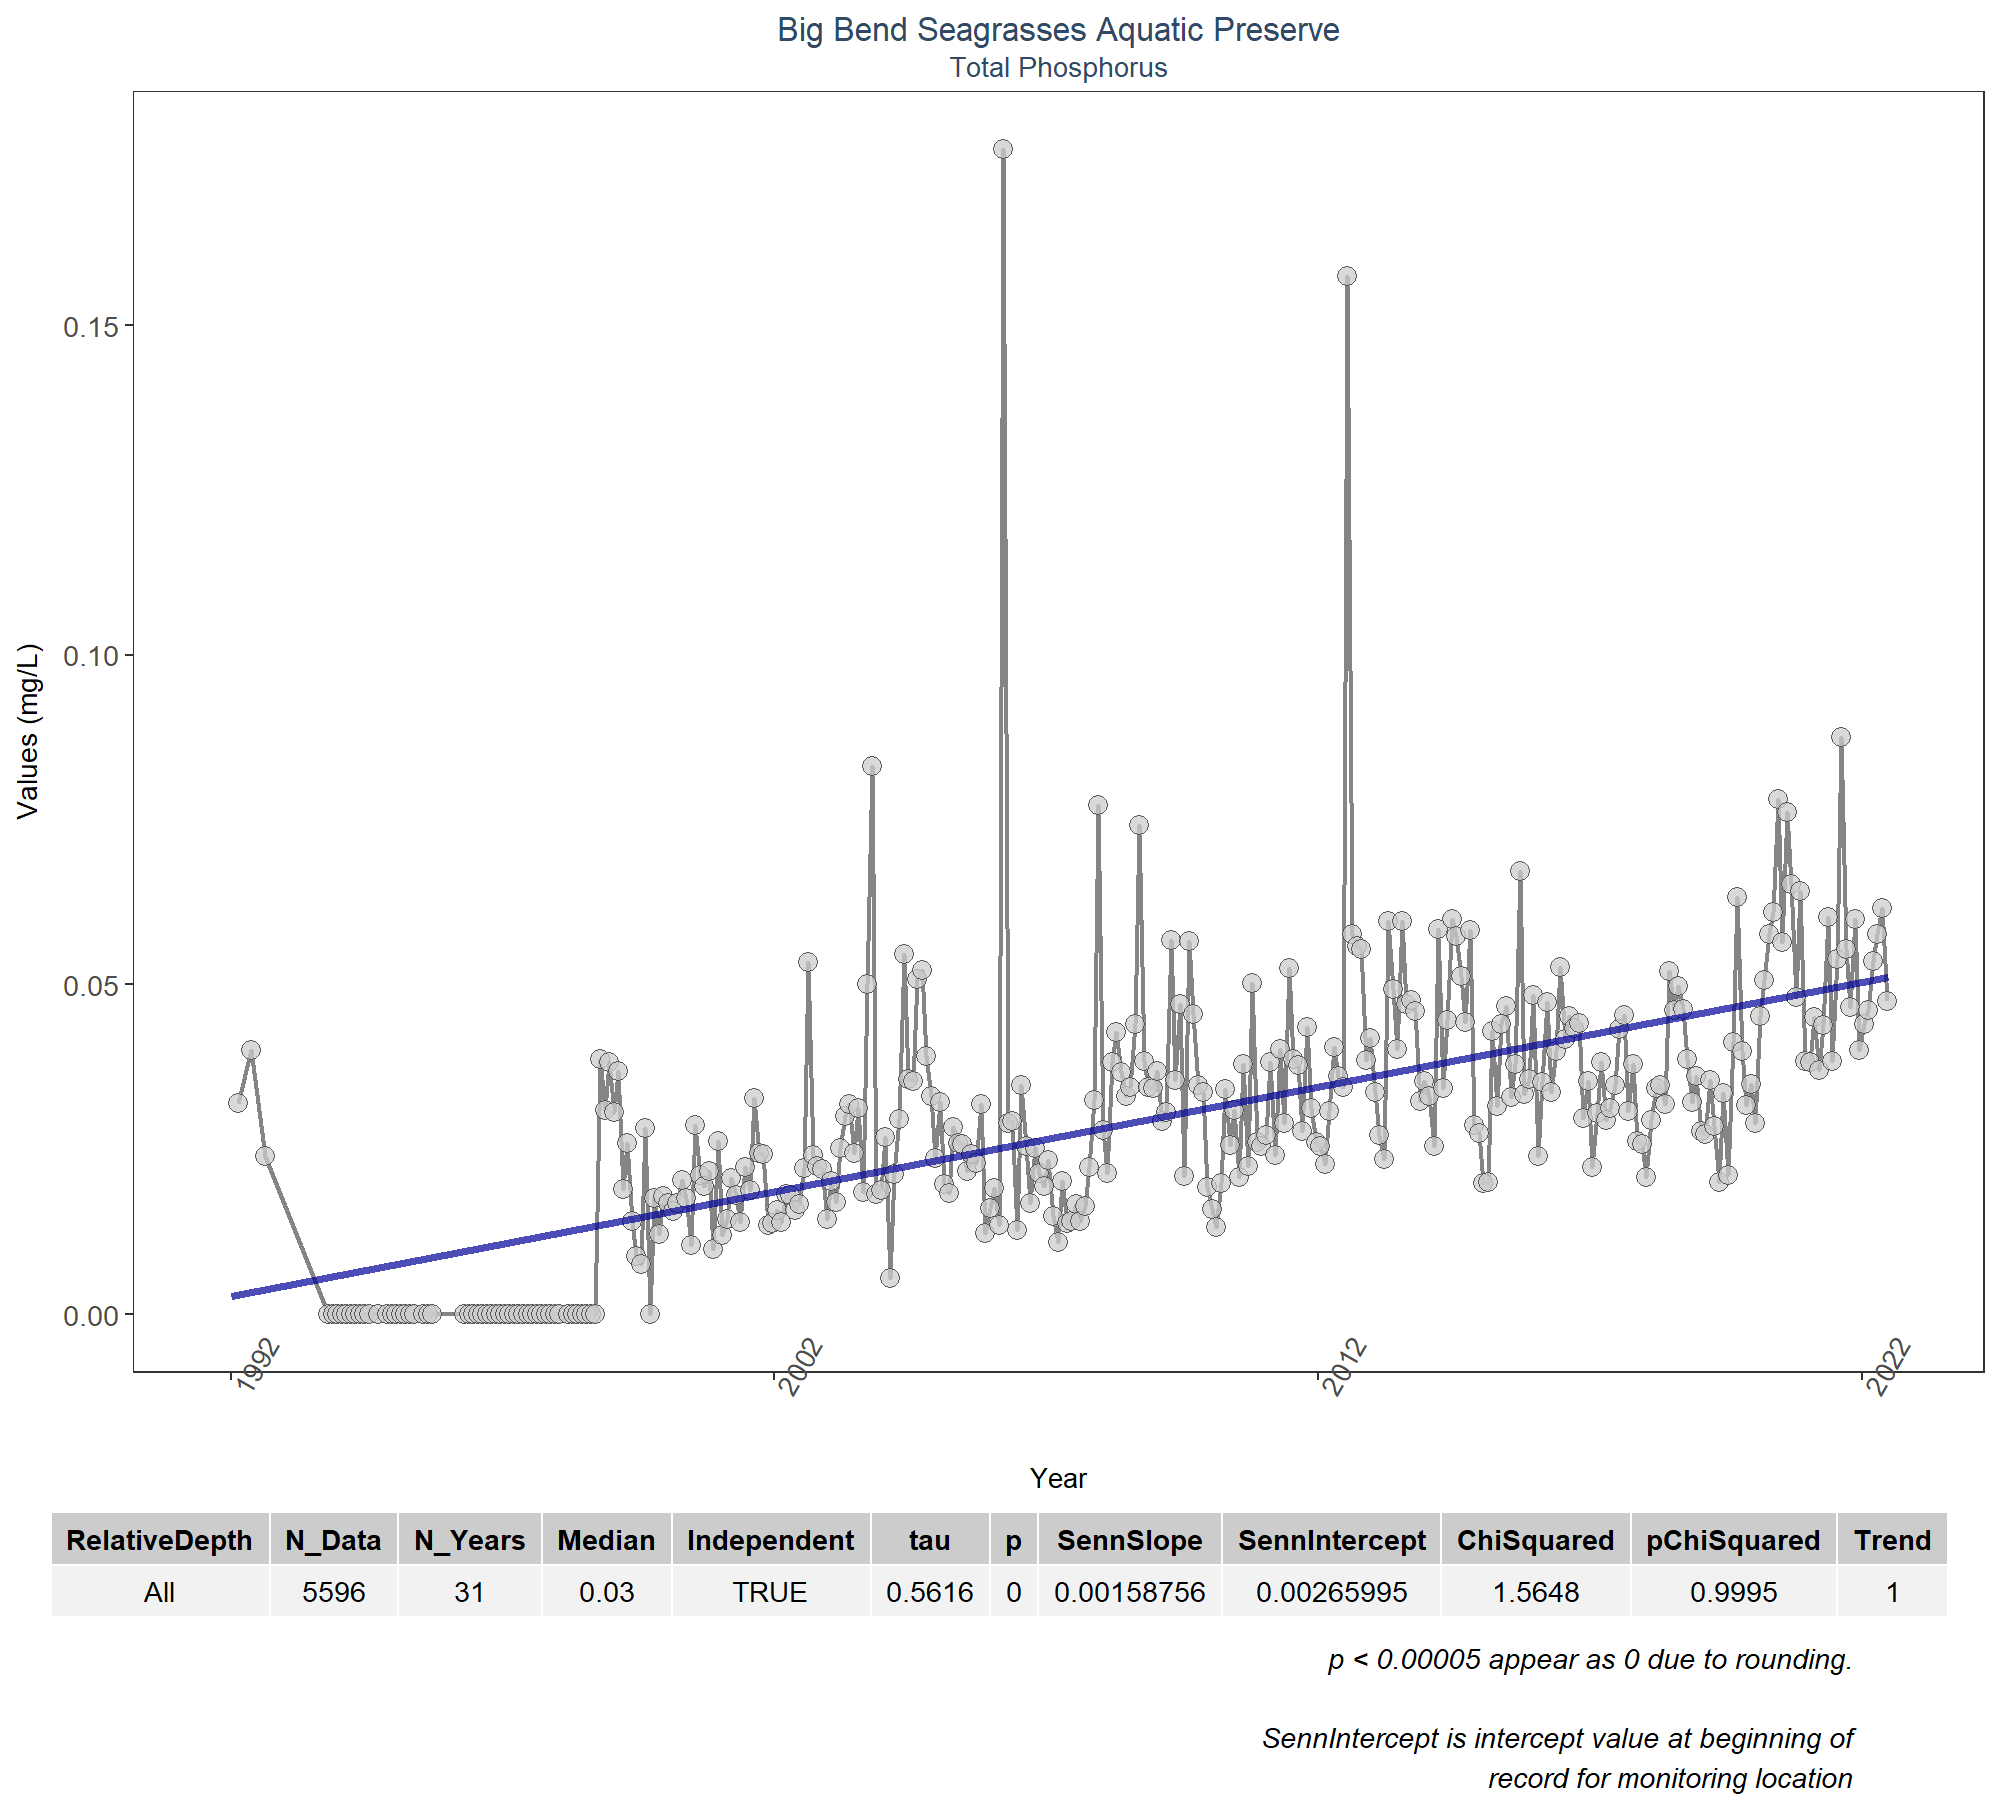 Big Bend Seagrasses Aquatic Preserve
Total Phosphorus
Values (mg/L)
0.15
0.10
0.05
0.00
1992
2002
2012
2022
Year
RelativeDepth N_Data N_Years Median Independent tau p SennSlope SennIntercept ChiSquared pChiSquared Trend
All 5596 31 0.03 TRUE 0.5616 0 0.00158756 0.00265995 1.5648 0.9995 1
p < 0.00005 appear as 0 due to rounding.
SennIntercept is intercept value at beginning of
record for monitoring location